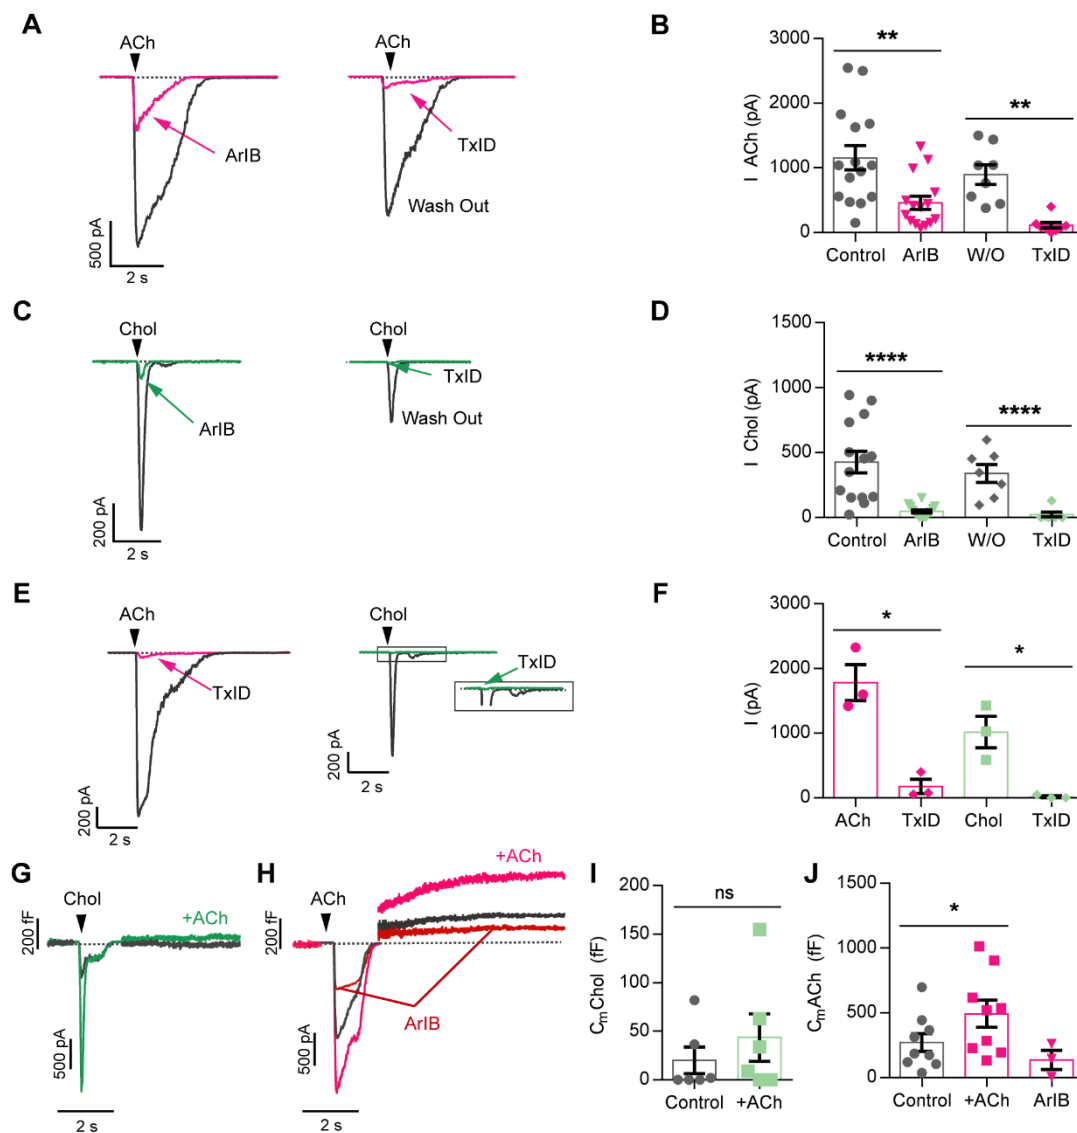 A
ACh
ArIB
500 pA
2 s
ACh
TxID
Wash Out
B
I ACh (pA)
3000
2000
1000
0
**
**
Control ArIB W/O TxID
C
Chol
ArIB
200 pA
2 s
Chol
TxID
Wash Out
D
I Chol (pA)
1500
1000
500
0
****
****
Control ArIB W/O TxID
E
ACh
TxID
200 pA
2 s
Chol
TxID
200 pA
2 s
F
I (pA)
3000
2000
1000
0
*
*
ACh TxID Chol TxID
G
200 fF
Chol
+ACh
500 pA
2 s
H
200 fF
ACh
+ACh
ArIB
500 pA
2 s
I
CmChol (fF)
200
150
100
50
0
ns
Control +ACh
J
CmACh (fF)
1500
1000
500
0
*
Control +ACh ArIB